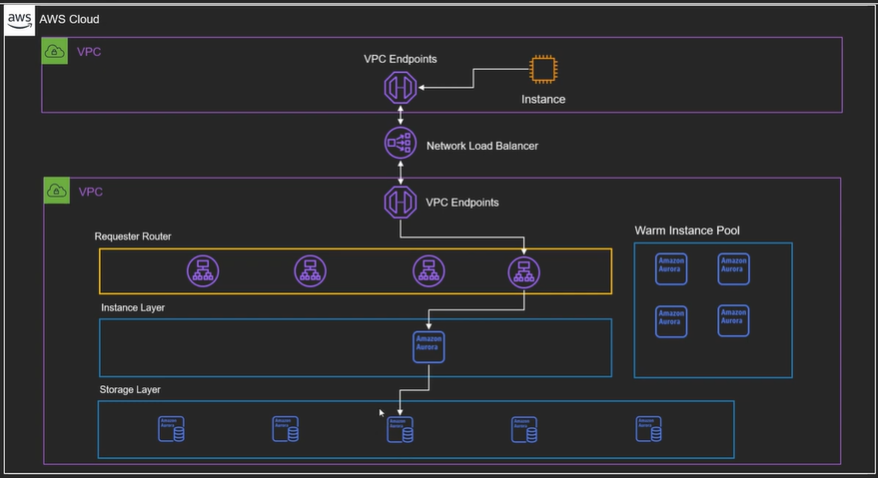 aws
AWS Cloud
VPC
VPC Endpoints
Instance
Network Load Balancer
VPC
VPC Endpoints
Requester Router
Warm Instance Pool
Amazon
Aurora
Amazon
Aurora
Amazon
Aurora
Amazon
Aurora
Instance Layer
Amazon
Aurora
Storage Layer
Amazon
Aurora
Amazon
Aurora
Amazon
Aurora
Amazon
Aurora
Amazon
Aurora